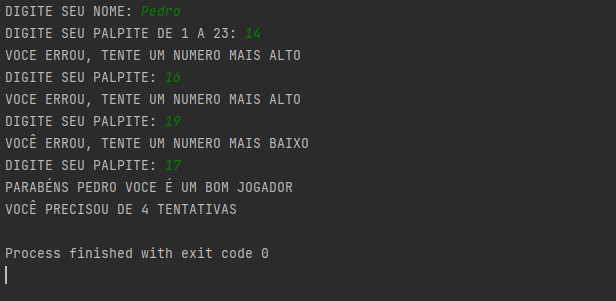 DIGITE SEU NOME: Pedro
DIGITE SEU PALPITE DE 1 A 23: 14
VOCE ERROU, TENTE UM NUMERO MAIS ALTO
DIGITE SEU PALPITE: 16
VOCE ERROU, TENTE UM NUMERO MAIS ALTO
DIGITE SEU PALPITE: 19
VOCÊ ERROU, TENTE UM NUMERO MAIS BAIXO
DIGITE SEU PALPITE: 17
PARABÉNS PEDRO VOCE É UM BOM JOGADOR
VOCÊ PRECISOU DE 4 TENTATIVAS
Process finished with exit code 0